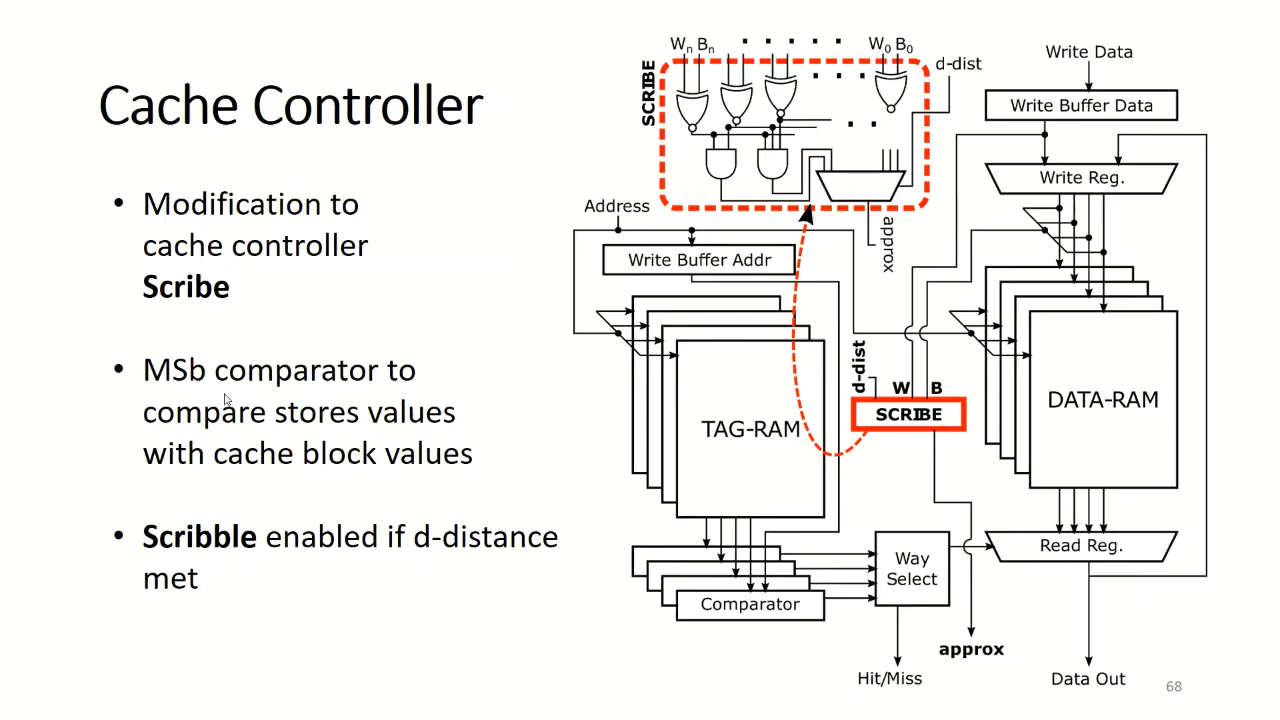 Cache Controller
• Modification to
cache controller
Scribe
• MSb comparator to
compare stores values
with cache block values
• Scribble enabled if d-distance
met
Wn Bn
W0 B0
SCRIBE
d-dist
approx
Write Data
Write Buffer Data
Write Reg.
Address
Write Buffer Addr
TAG-RAM
d-dist
W B
SCRIBE
DATA-RAM
Comparator
Way
Select
Read Reg.
approx
Hit/Miss
Data Out
68